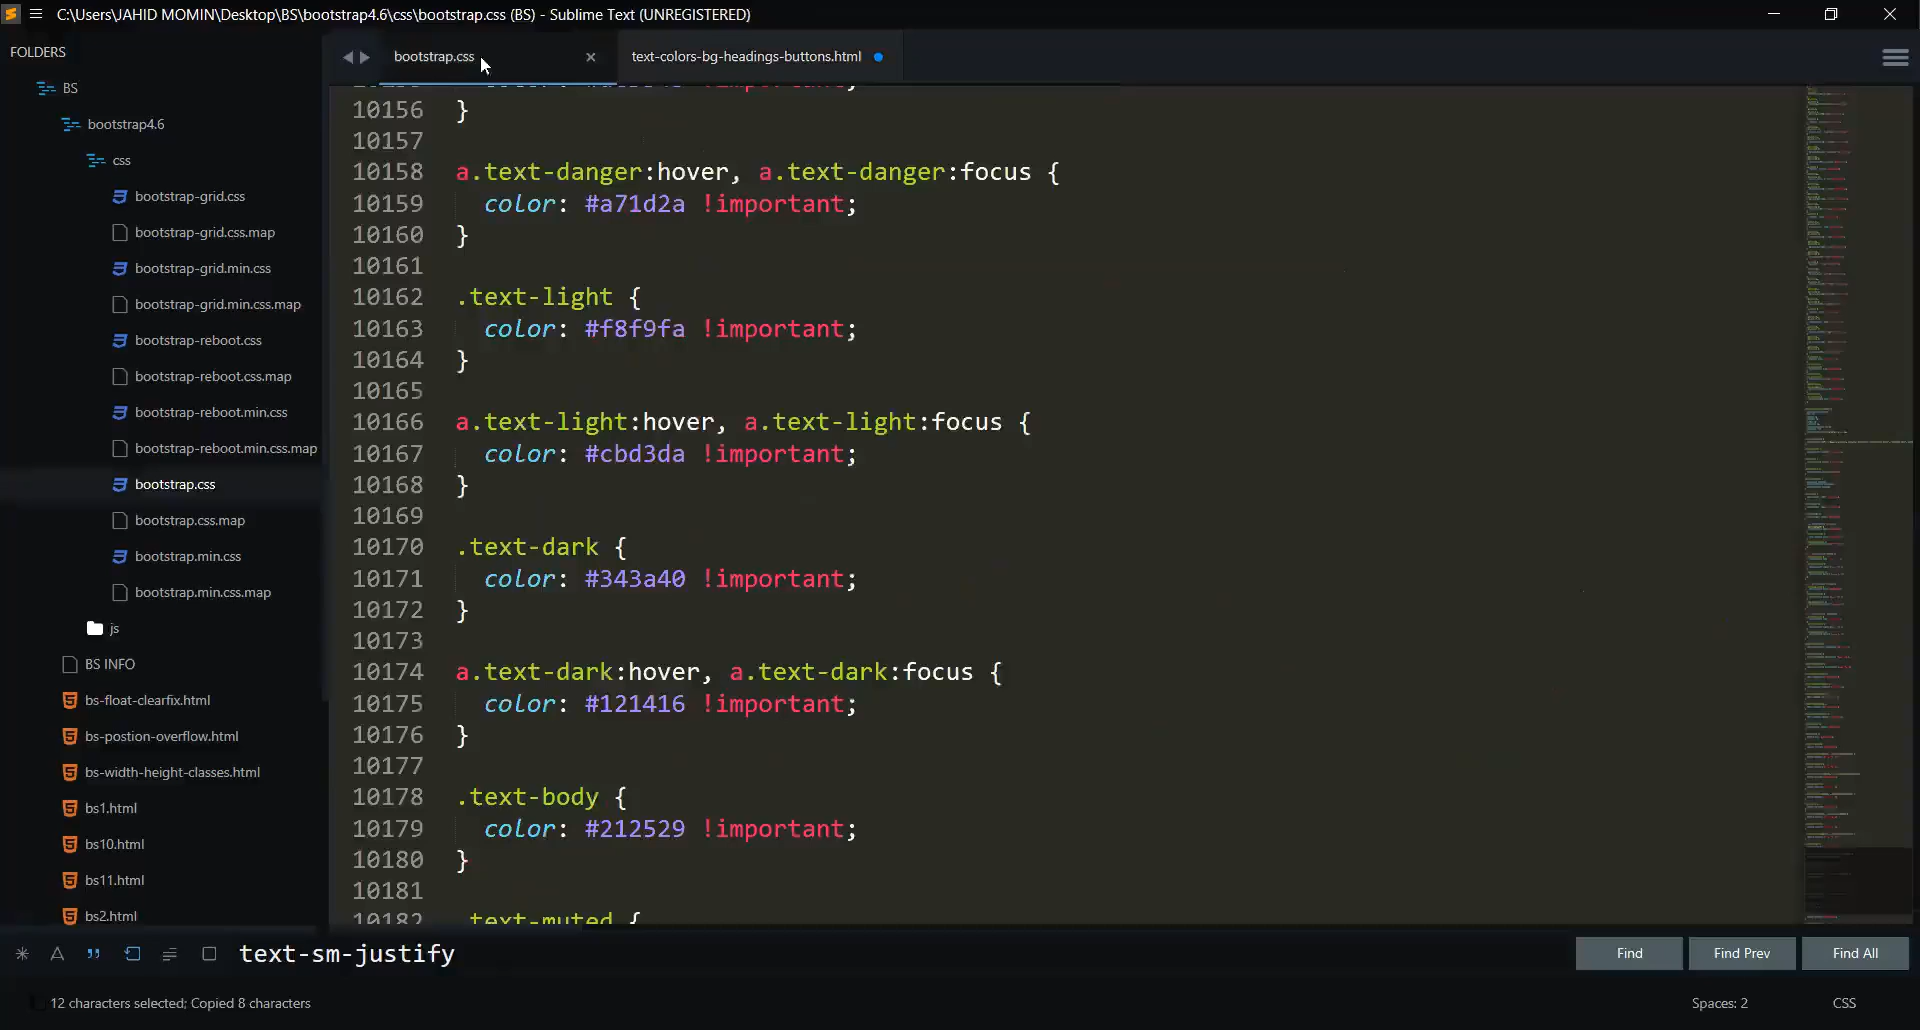 C:\Users\JAHID MOMIN\Desktop\BS\bootstrap4.6\css\bootstrap.css (BS) - Sublime Text (UNREGISTERED)
FOLDERS
BS
bootstrap4.6
css
bootstrap-grid.css
bootstrap-grid.css.map
bootstrap-grid.min.css
bootstrap-grid.min.css.map
bootstrap-reboot.css
bootstrap-reboot.css.map
bootstrap-reboot.min.css
bootstrap-reboot.min.css.map
bootstrap.css
bootstrap.css.map
bootstrap.min.css
bootstrap.min.css.map
js
BS INFO
bs-float-clearfix.html
bs-postion-overflow.html
bs-width-height-classes.html
bs1.html
bs10.html
bs11.html
bs2.html
bootstrap.css
text-colors-bg-headings-buttons.html
10156 }
10157
10158 a.text-danger:hover, a.text-danger:focus {
10159 color: #a71d2a !important;
10160 }
10161
10162 .text-light {
10163 color: #f8f9fa !important;
10164 }
10165
10166 a.text-light:hover, a.text-light:focus {
10167 color: #cbd3da !important;
10168 }
10169
10170 .text-dark {
10171 color: #343a40 !important;
10172 }
10173
10174 a.text-dark:hover, a.text-dark:focus {
10175 color: #121416 !important;
10176 }
10177
10178 .text-body {
10179 color: #212529 !important;
10180 }
10181
10182 .text-muted {
text-sm-justify
Find
Find Prev
Find All
12 characters selected; Copied 8 characters
Spaces: 2
CSS